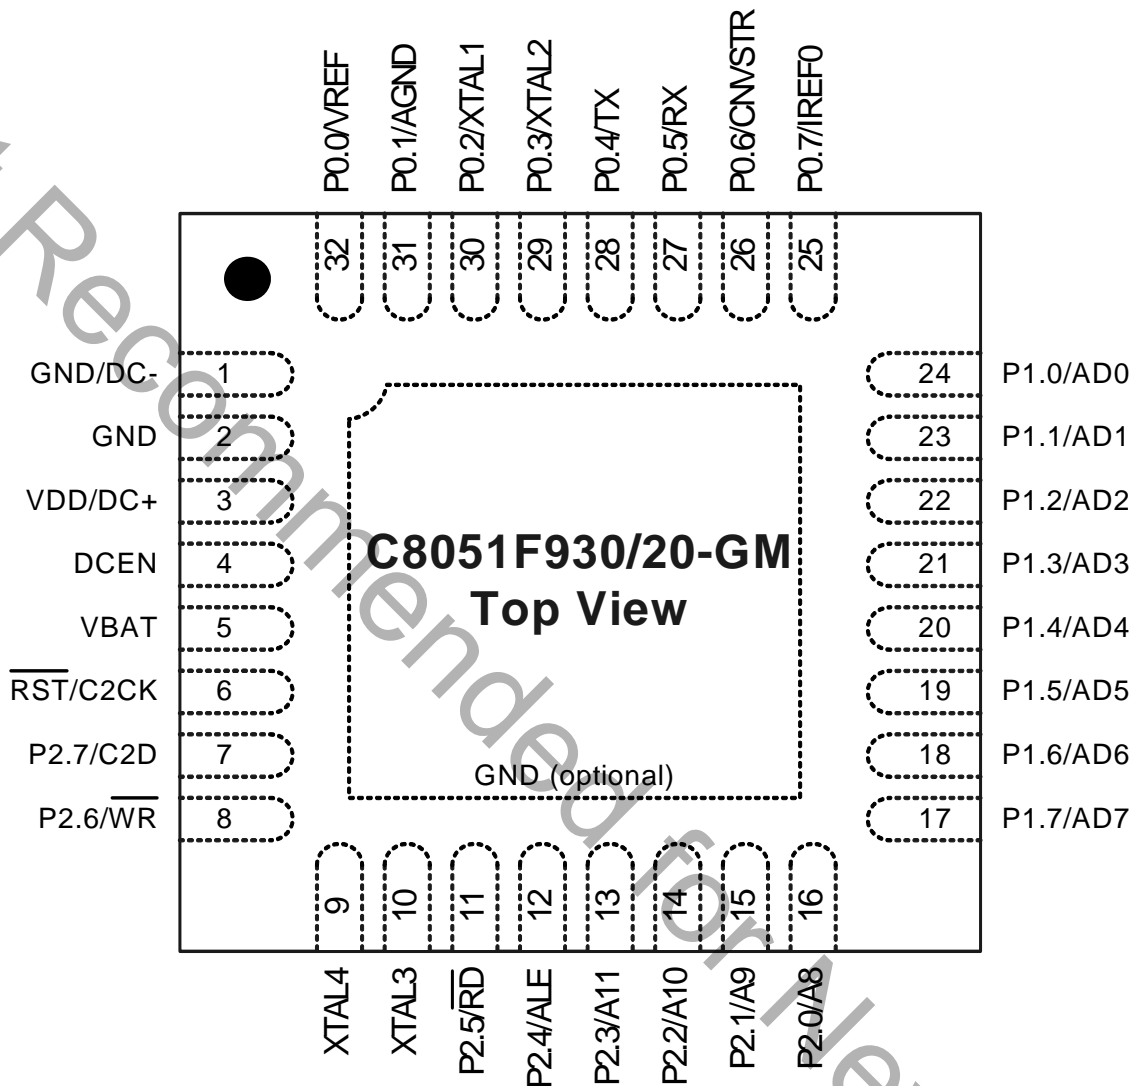 P0.0/VREF
P0.1/AGND
P0.2/XTAL1
P0.3/XTAL2
P0.4/TX
P0.5/RX
P0.6/CNVSTR
P0.7/IREF0
32
31
30
29
28
27
26
25
GND/DC- 1
GND 2
VDD/DC+ 3
DCEN 4
VBAT 5
RST/C2CK 6
P2.7/C2D 7
P2.6/WR 8
24 P1.0/AD0
23 P1.1/AD1
22 P1.2/AD2
21 P1.3/AD3
20 P1.4/AD4
19 P1.5/AD5
18 P1.6/AD6
17 P1.7/AD7
C8051F930/20-GM
Top View
GND (optional)
9
10
11
12
13
14
15
16
XTAL4
XTAL3
P2.5/RD
P2.4/ALE
P2.3/A11
P2.2/A10
P2.1/A9
P2.0/A8
Recommended for